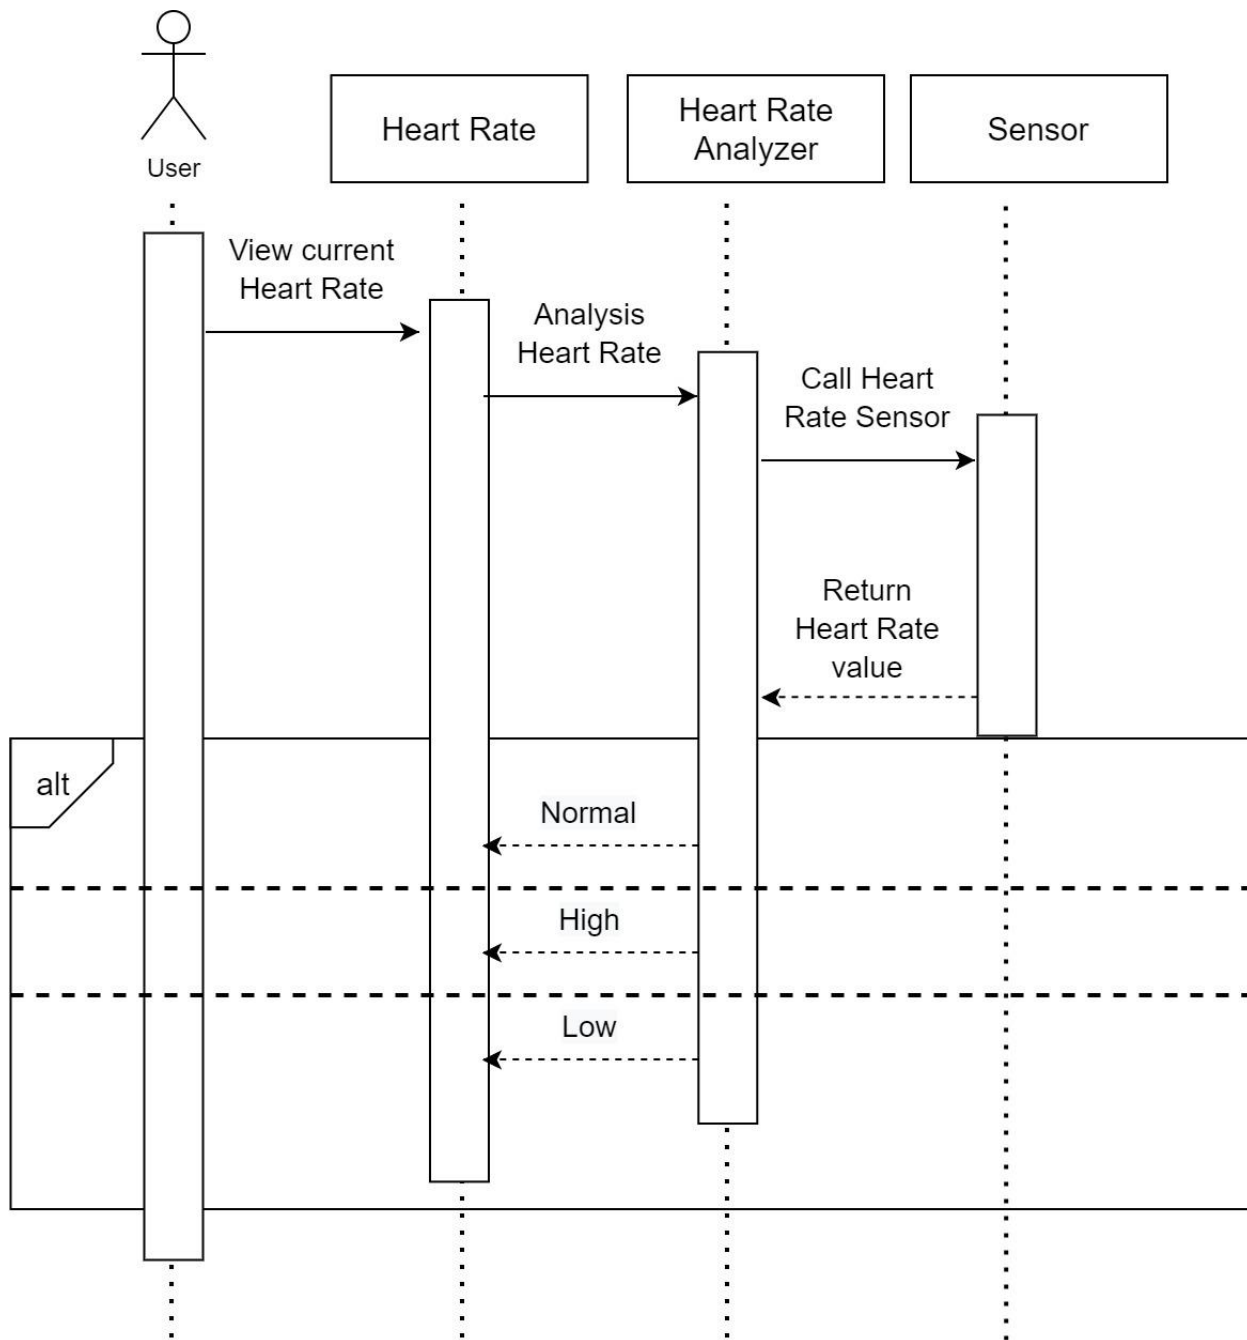 User
Heart Rate
Heart Rate
Analyzer
Sensor
View current
Heart Rate
Analysis
Heart Rate
Call Heart
Rate Sensor
Return
Heart Rate
value
alt
Normal
High
Low